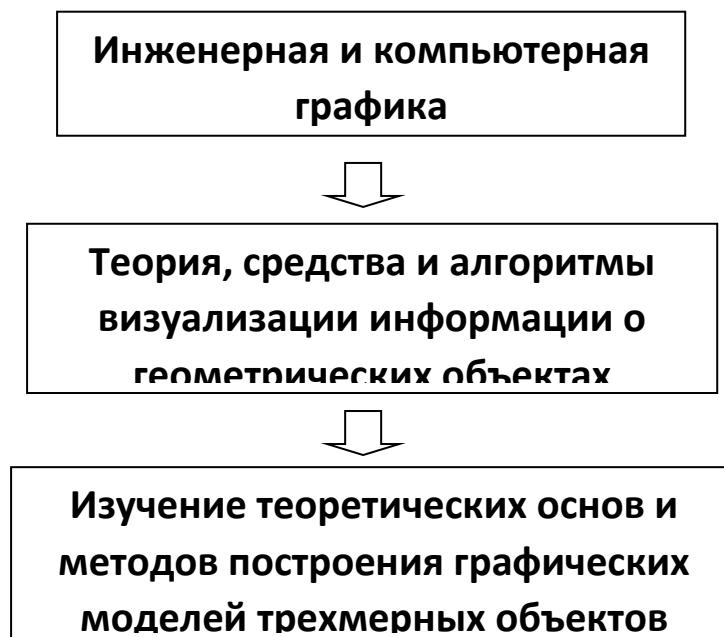 Инженерная и компьютерная
графика
Теория, средства и алгоритмы
визуализации информации о
геометрических объектах
Изучение теоретических основ и
методов построения графических
моделей трехмерных объектов